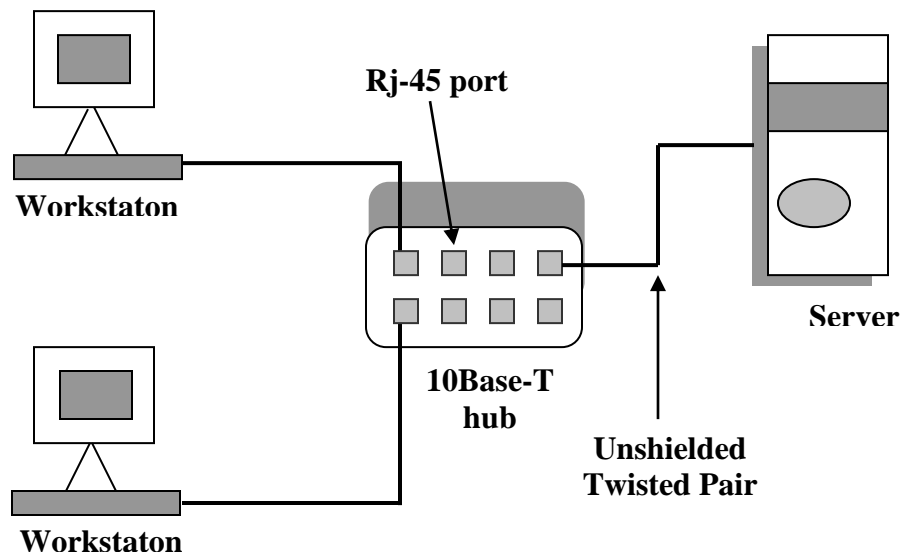 Rj-45 port
Workstaton
Server
10Base-T
hub
Unshielded
Twisted Pair
Workstaton